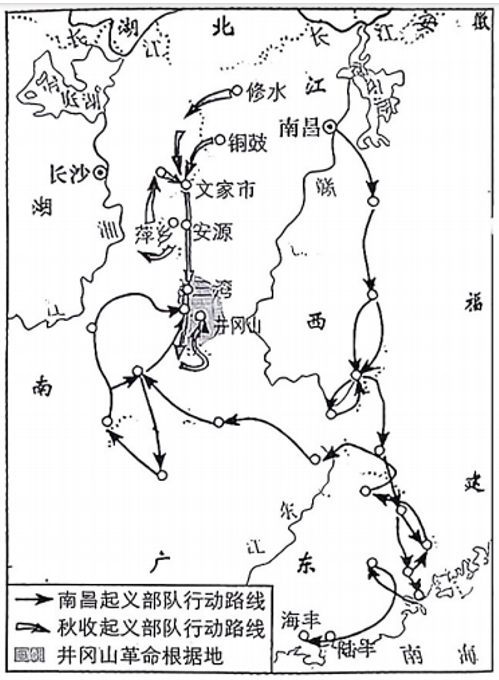 湖 北 安 徽
长 江 长 江
洞庭湖
修水
江
南昌
铜鼓
赣
长沙
文家市
湖
湘
萍乡
安源
江
三湾
福
西
井冈山
南
建
东
江
广 东
南昌起义部队行动路线
秋收起义部队行动路线
井冈山革命根据地
海丰
陆丰
南 海